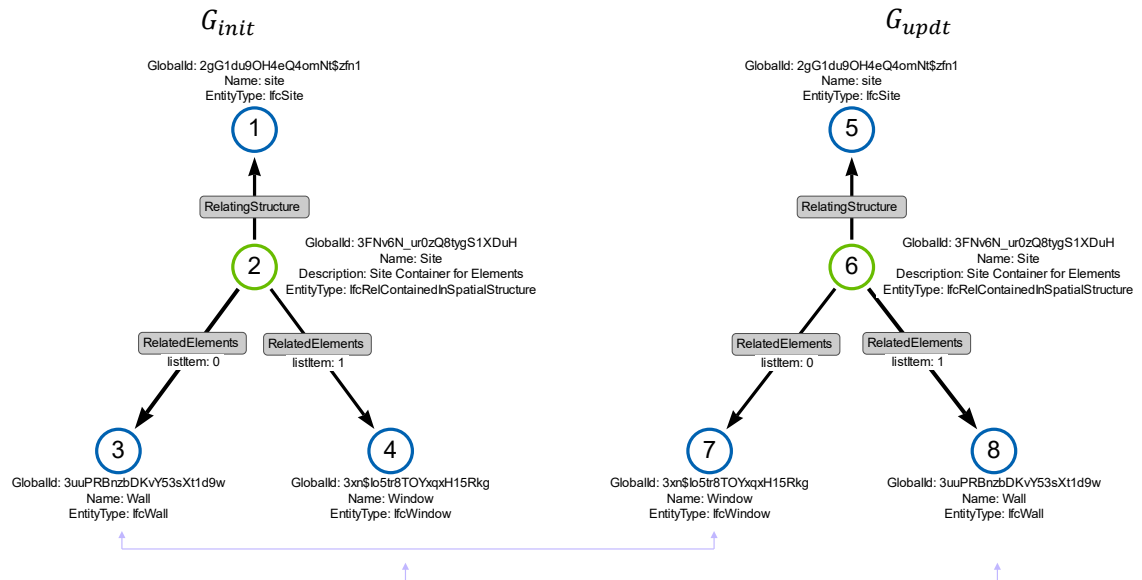 G_init
G_updt
GlobalId: 2gG1du9OH4eQ4omNt$zfn1
Name: site
EntityType: IfcSite
1
RelatingStructure
2
GlobalId: 3FNv6N_ur0zQ8tygS1XDuH
Name: Site
Description: Site Container for Elements
EntityType: IfcRelContainedInSpatialStructure
RelatedElements
listItem: 0
RelatedElements
listItem: 1
3
GlobalId: 3uuPRBnzbDKvY53sXt1d9w
Name: Wall
EntityType: IfcWall
4
GlobalId: 3xn$lo5tr8TOYxqxH15Rkg
Name: Window
EntityType: IfcWindow
GlobalId: 2gG1du9OH4eQ4omNt$zfn1
Name: site
EntityType: IfcSite
5
RelatingStructure
6
GlobalId: 3FNv6N_ur0zQ8tygS1XDuH
Name: Site
Description: Site Container for Elements
EntityType: IfcRelContainedInSpatialStructure
RelatedElements
listItem: 0
RelatedElements
listItem: 1
7
GlobalId: 3xn$lo5tr8TOYxqxH15Rkg
Name: Window
EntityType: IfcWindow
8
GlobalId: 3uuPRBnzbDKvY53sXt1d9w
Name: Wall
EntityType: IfcWall